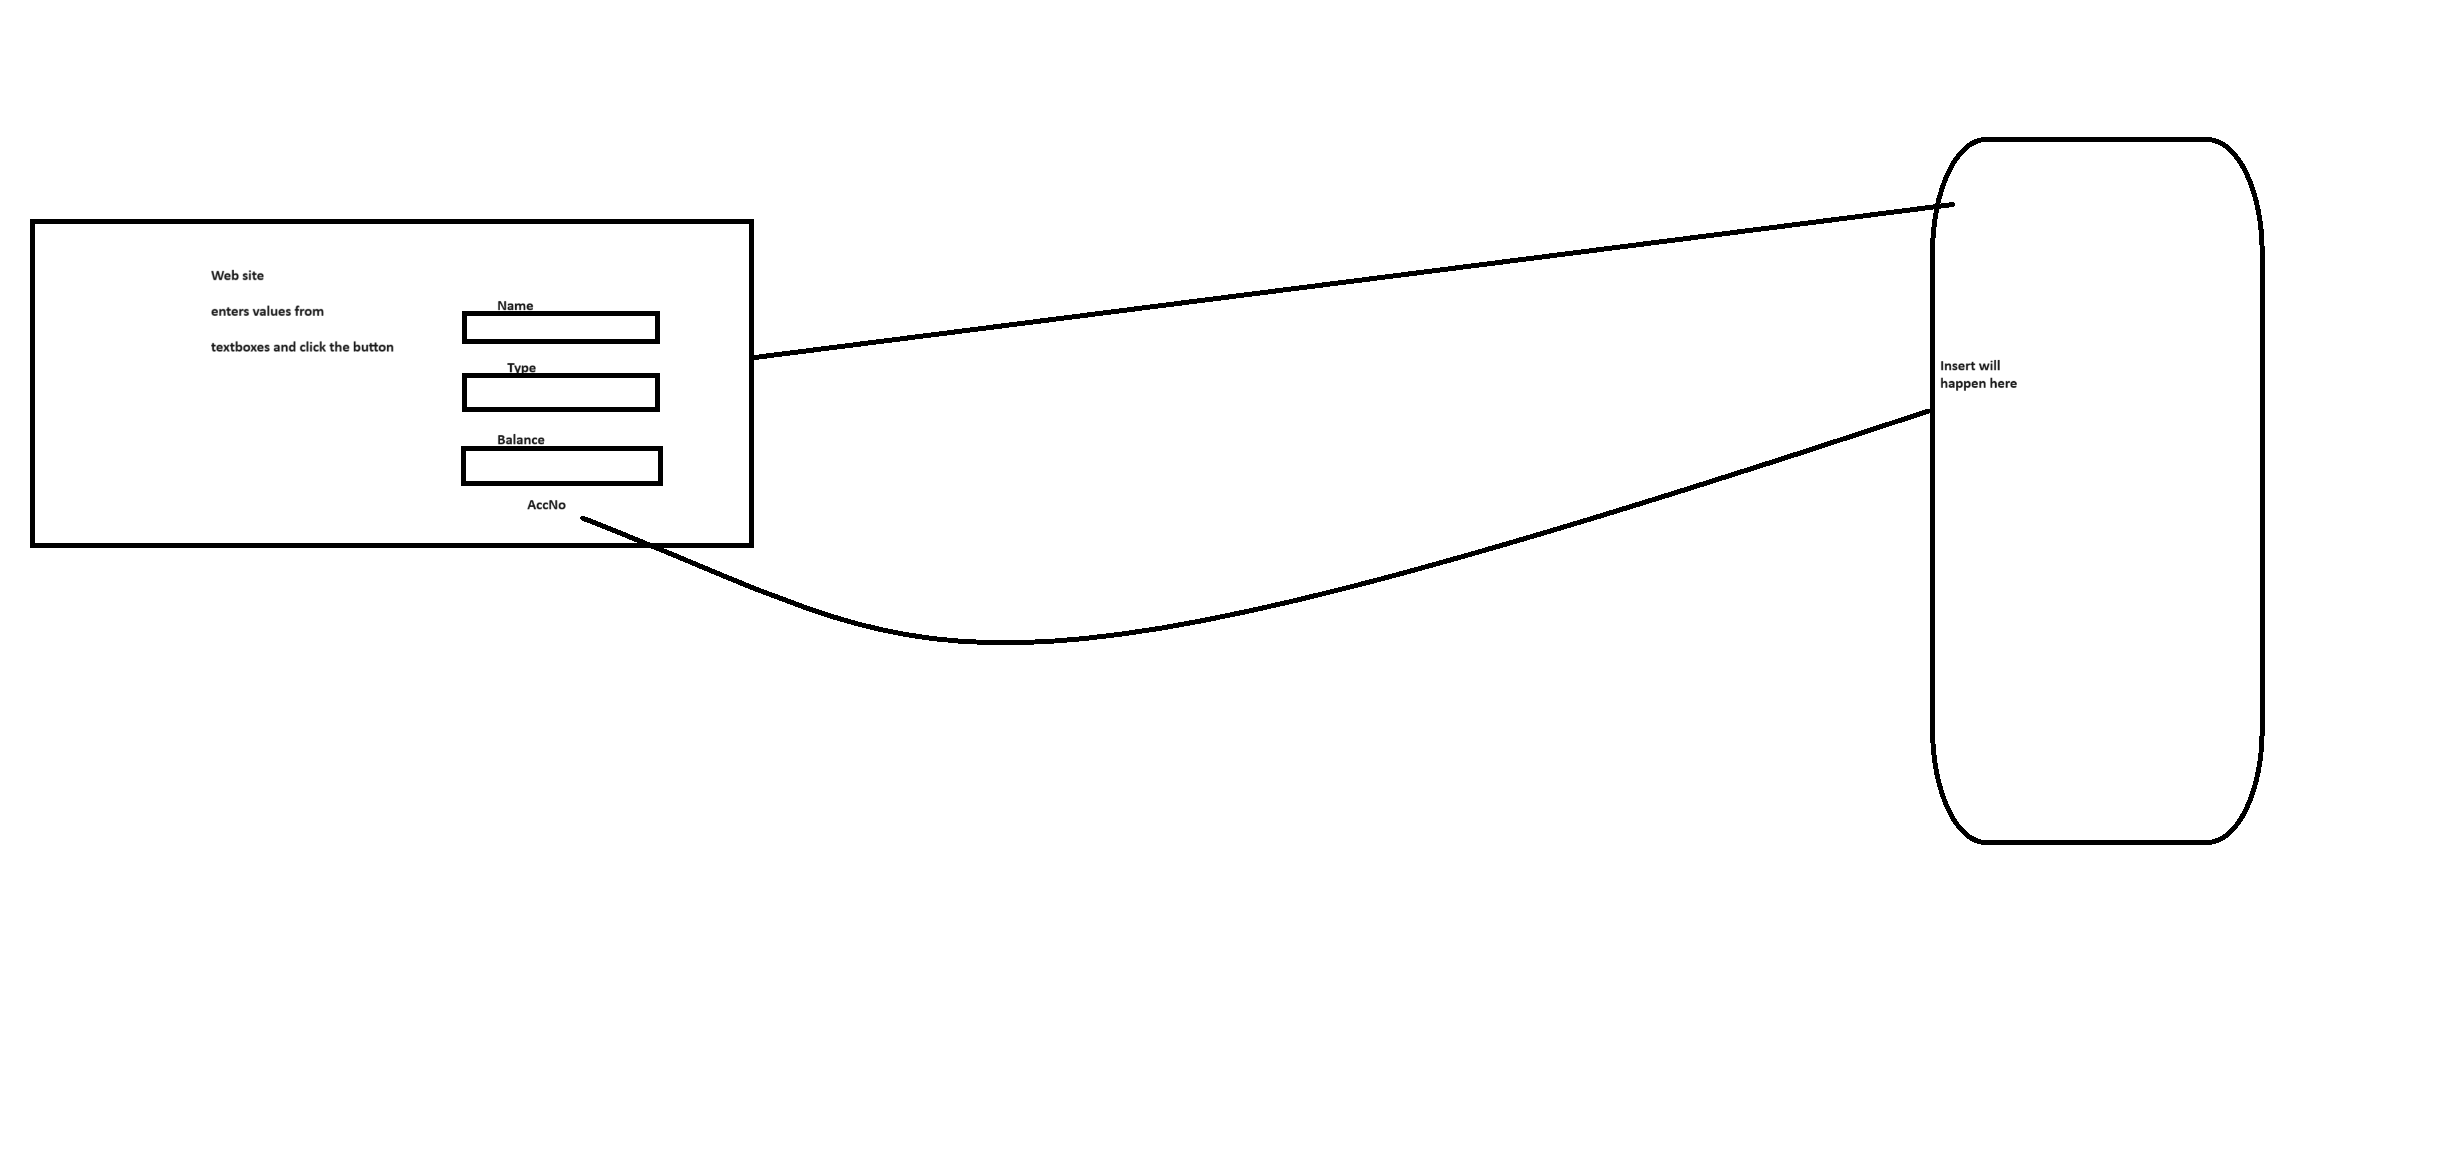 Web site
enters values from
textboxes and click the button
Name
Type
Balance
AccNo
Insert will
happen here